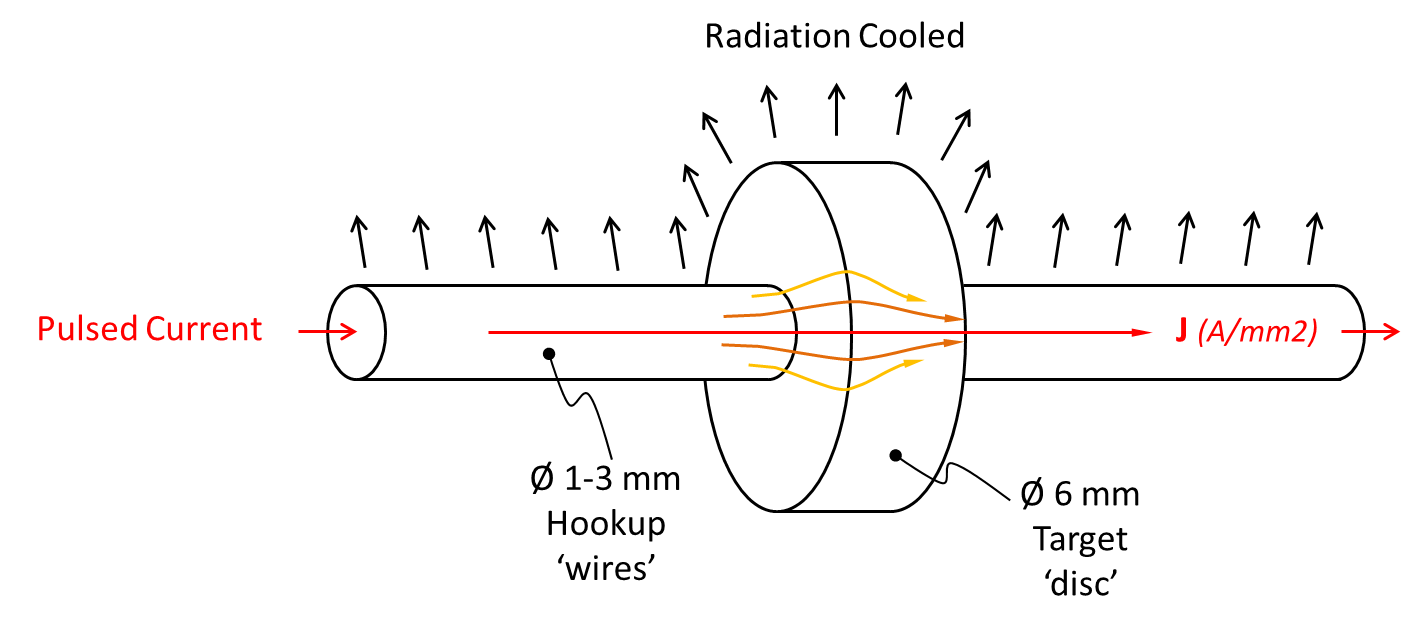 Radiation Cooled
Pulsed Current
J (A/mm2)
Ø 1-3 mm
Hookup
‘wires’
Ø 6 mm
Target
‘disc’